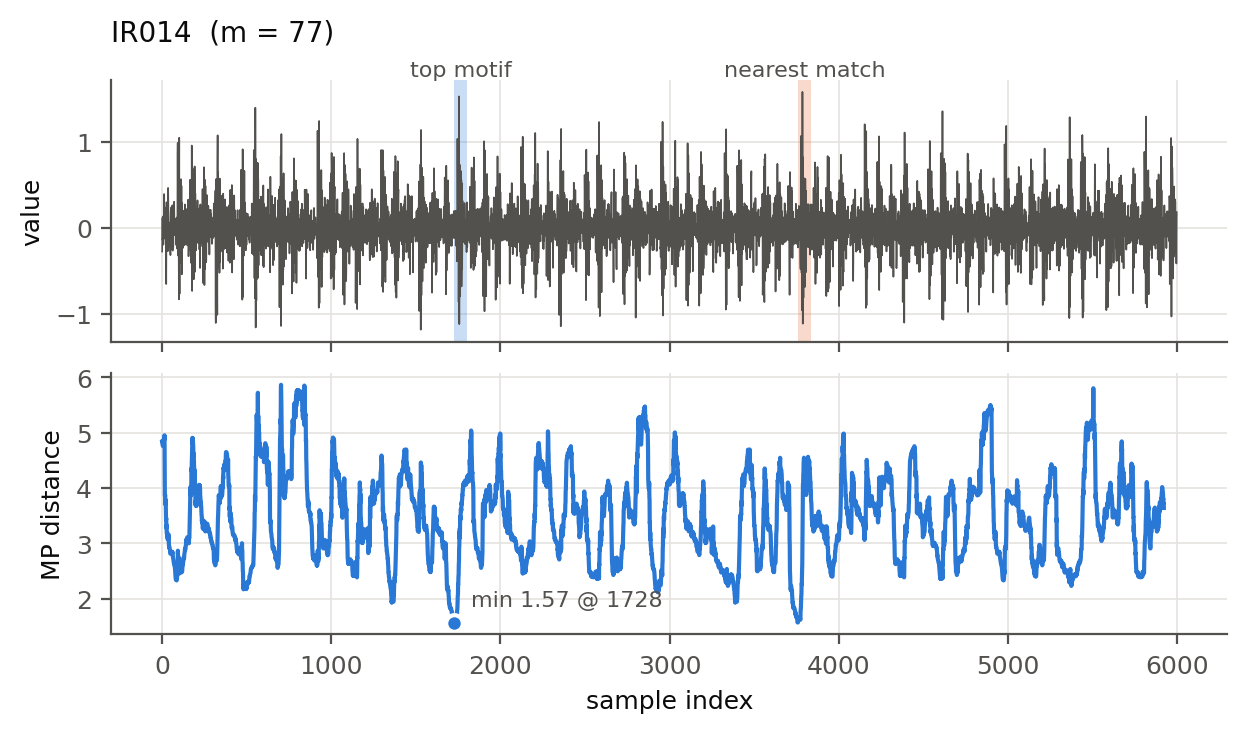 IR014  (m = 77)
top motif
nearest match
value
1
0
−1
MP distance
6
5
4
3
2
min 1.57 @ 1728
0
1000
2000
3000
4000
5000
6000
sample index